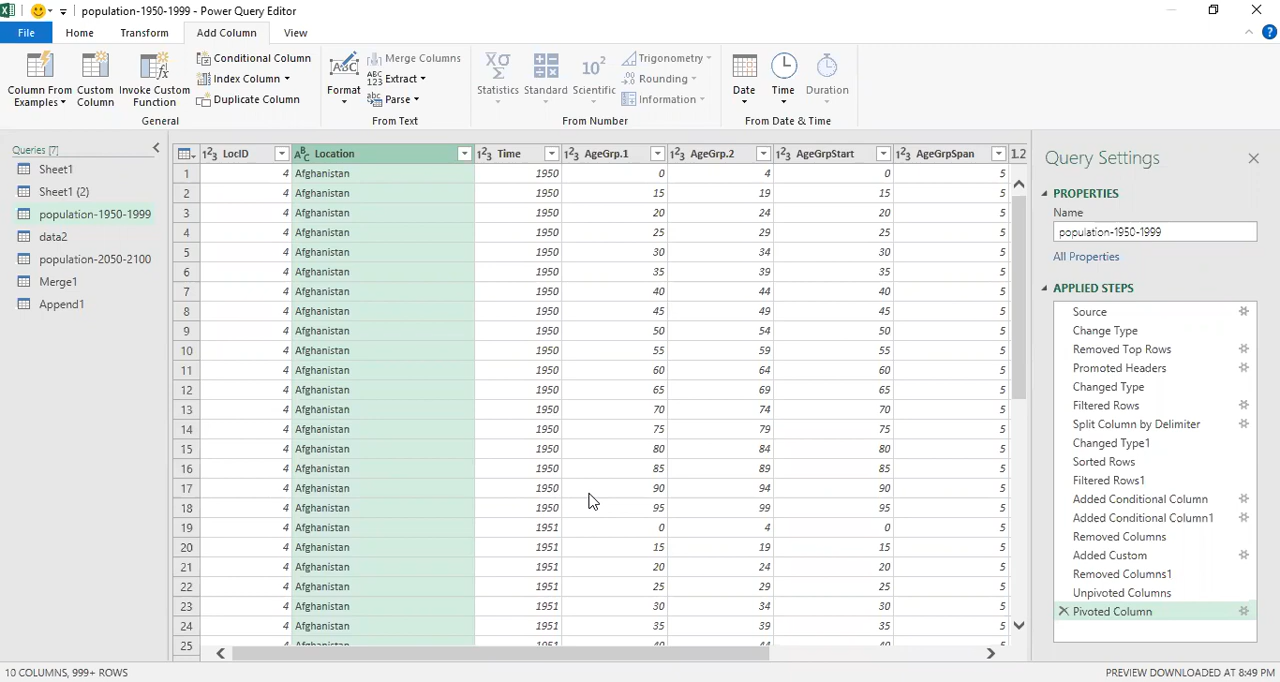 population-1950-1999 - Power Query Editor
File Home Transform Add Column View
Column From Examples Custom Column Invoke Custom Function Conditional Column Index Column Duplicate Column General
Format Merge Columns ABC 123 Extract abc Parse From Text
XΟ Statistics Standard 10² Scientific Trigonometry .00 Rounding Information From Number
Date Time Duration From Date & Time
Queries [7]
Sheet1
Sheet1 (2)
population-1950-1999
data2
population-2050-2100
Merge1
Append1
LocID Location Time AgeGrp.1 AgeGrp.2 AgeGrpStart AgeGrpSpan 1.2
1 4 Afghanistan 1950 0 4 0 5
2 4 Afghanistan 1950 15 19 15 5
3 4 Afghanistan 1950 20 24 20 5
4 4 Afghanistan 1950 25 29 25 5
5 4 Afghanistan 1950 30 34 30 5
6 4 Afghanistan 1950 35 39 35 5
7 4 Afghanistan 1950 40 44 40 5
8 4 Afghanistan 1950 45 49 45 5
9 4 Afghanistan 1950 50 54 50 5
10 4 Afghanistan 1950 55 59 55 5
11 4 Afghanistan 1950 60 64 60 5
12 4 Afghanistan 1950 65 69 65 5
13 4 Afghanistan 1950 70 74 70 5
14 4 Afghanistan 1950 75 79 75 5
15 4 Afghanistan 1950 80 84 80 5
16 4 Afghanistan 1950 85 89 85 5
17 4 Afghanistan 1950 90 94 90 5
18 4 Afghanistan 1950 95 99 95 5
19 4 Afghanistan 1951 0 4 0 5
20 4 Afghanistan 1951 15 19 15 5
21 4 Afghanistan 1951 20 24 20 5
22 4 Afghanistan 1951 25 29 25 5
23 4 Afghanistan 1951 30 34 30 5
24 4 Afghanistan 1951 35 39 35 5
25 4 Afghanistan 1951 40 44 40 5
Query Settings
PROPERTIES
Name
population-1950-1999
All Properties
APPLIED STEPS
Source
Change Type
Removed Top Rows
Promoted Headers
Changed Type
Filtered Rows
Split Column by Delimiter
Changed Type1
Sorted Rows
Filtered Rows1
Added Conditional Column
Added Conditional Column1
Removed Columns
Added Custom
Removed Columns1
Unpivoted Columns
Pivoted Column
10 COLUMNS, 999+ ROWS
PREVIEW DOWNLOADED AT 8:49 PM